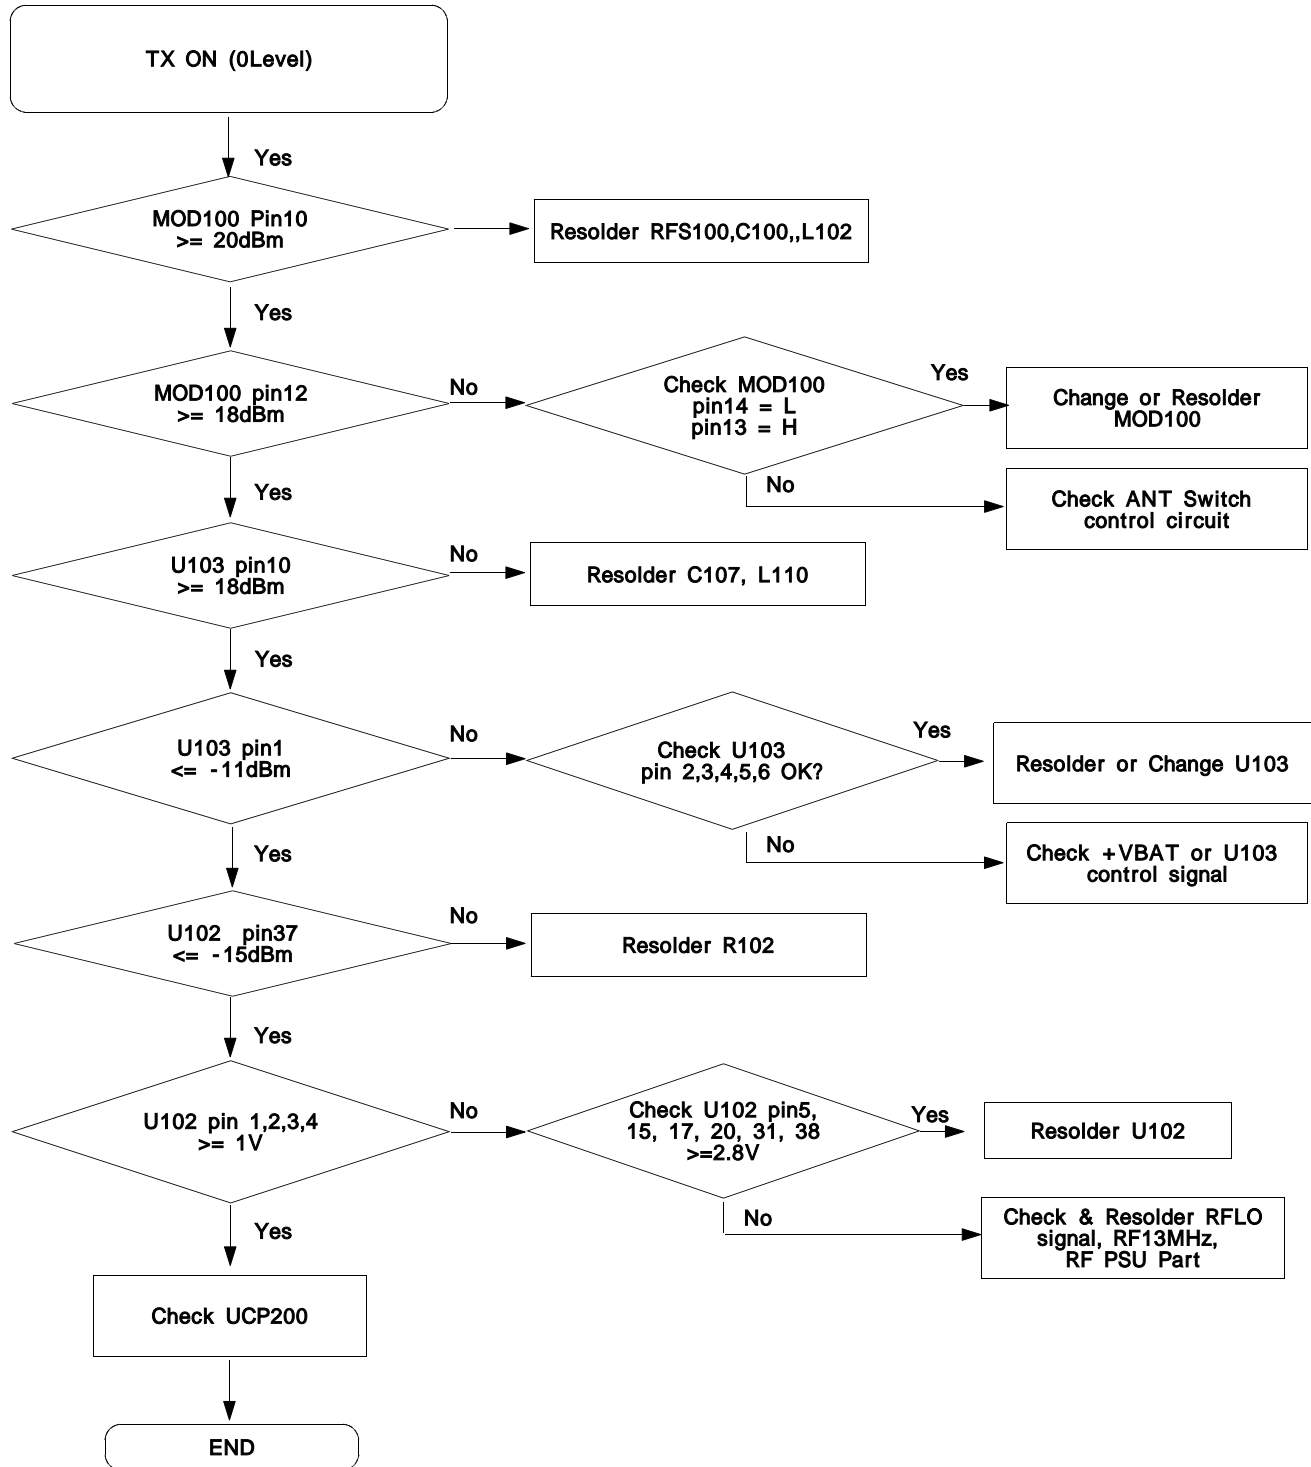 TX ON (0Level)
Yes
MOD100 Pin10
>= 20dBm
Resolder RFS100,C100,,L102
Yes
MOD100 pin12
>= 18dBm
No
Check MOD100
pin14 = L
pin13 = H
Yes
Change or Resolder
MOD100
No
Check ANT Switch
control circuit
Yes
U103 pin10
>= 18dBm
No
Resolder C107, L110
Yes
U103 pin1
<= -11dBm
No
Check U103
pin 2,3,4,5,6 OK?
Yes
Resolder or Change U103
No
Check +VBAT or U103
control signal
Yes
U102 pin37
<= -15dBm
No
Resolder R102
Yes
U102 pin 1,2,3,4
>= 1V
No
Check U102 pin5,
15, 17, 20, 31, 38
>=2.8V
Yes
Resolder U102
No
Check & Resolder RFLO
signal, RF13MHz,
RF PSU Part
Yes
Check UCP200
END